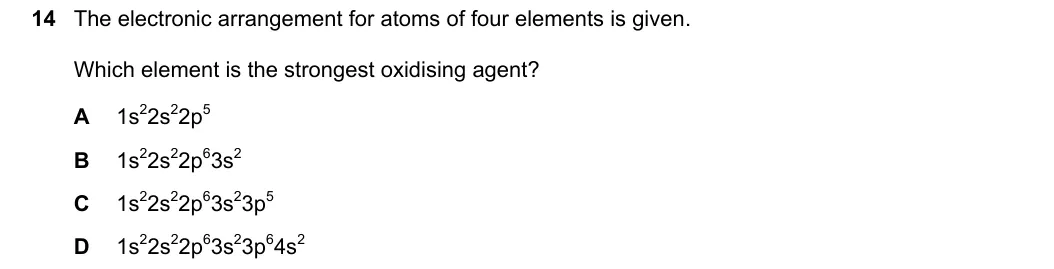 14 The electronic arrangement for atoms of four elements is given.
Which element is the strongest oxidising agent?
A 1s²2s²2p⁵
B 1s²2s²2p⁶3s²
C 1s²2s²2p⁶3s²3p⁵
D 1s²2s²2p⁶3s²3p⁶4s²